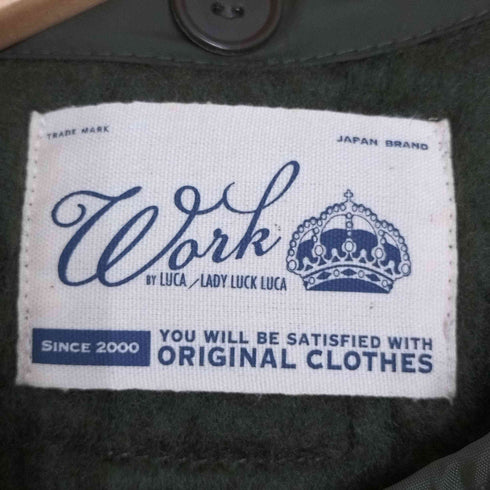 TRADE MARK
JAPAN BRAND
Work
BY LUCA / LADY LUCK LUCA
SINCE 2000
YOU WILL BE SATISFIED WITH
ORIGINAL CLOTHES